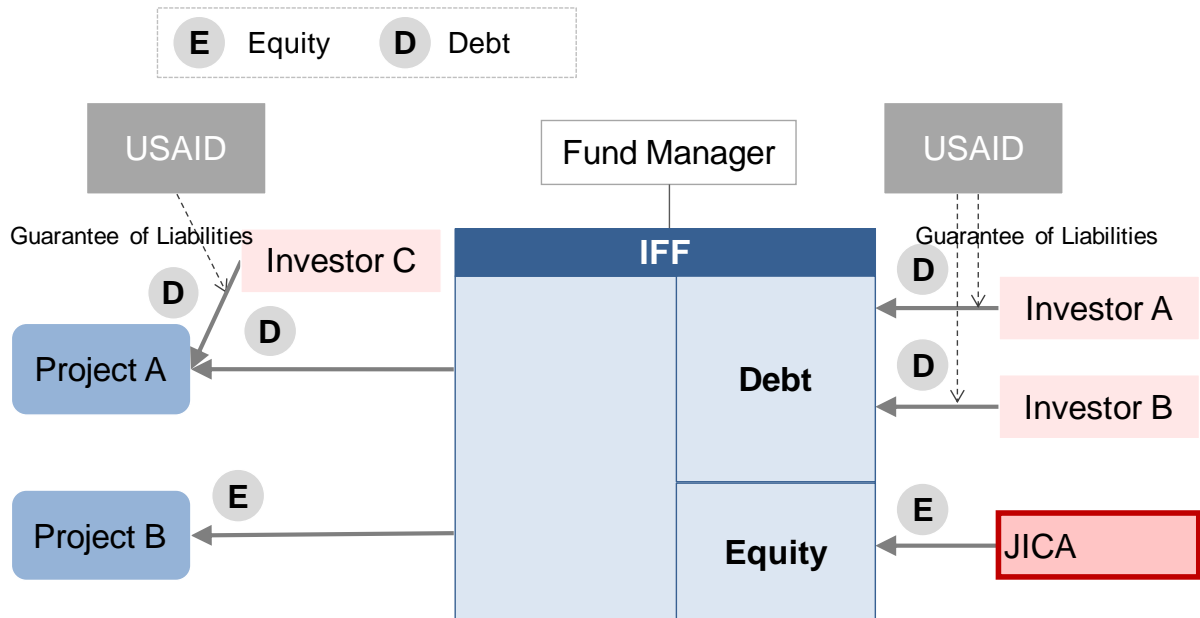 E Equity D Debt
USAID
Fund Manager
USAID
Guarantee of Liabilities
Guarantee of Liabilities
Investor C
IFF
D
D
D
Investor A
Project A
Debt
D
Investor B
E
Project B
E
Equity
JICA